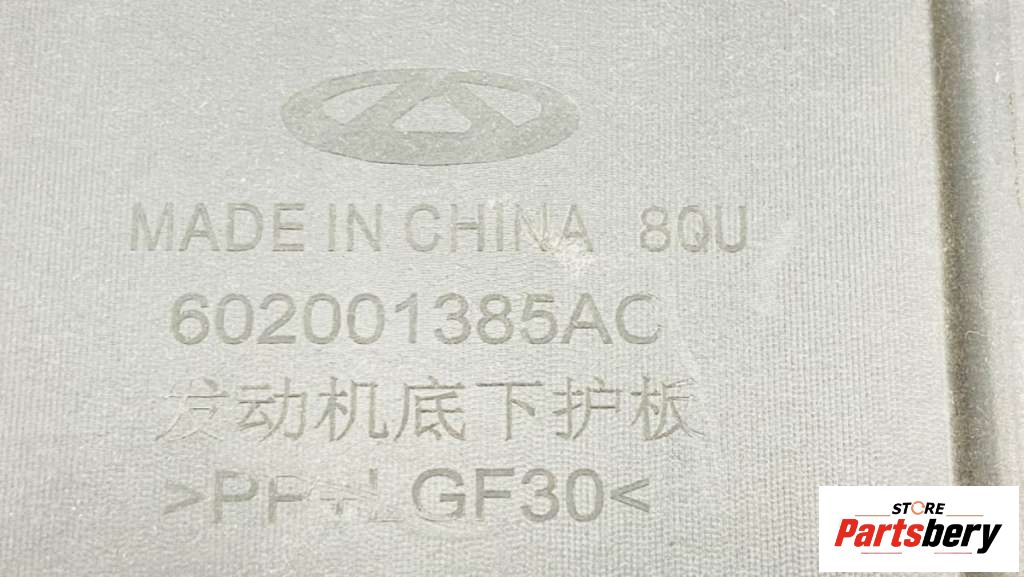 MADE IN CHINA 8QU
602001385AC
发动机底下护板
>PP+LGF30<
STORE
Partsbery